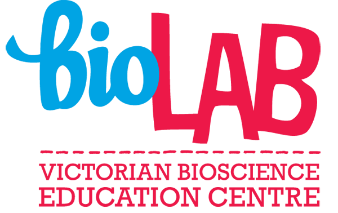 bioLAB
VICTORIAN BIOSCIENCE
EDUCATION CENTRE